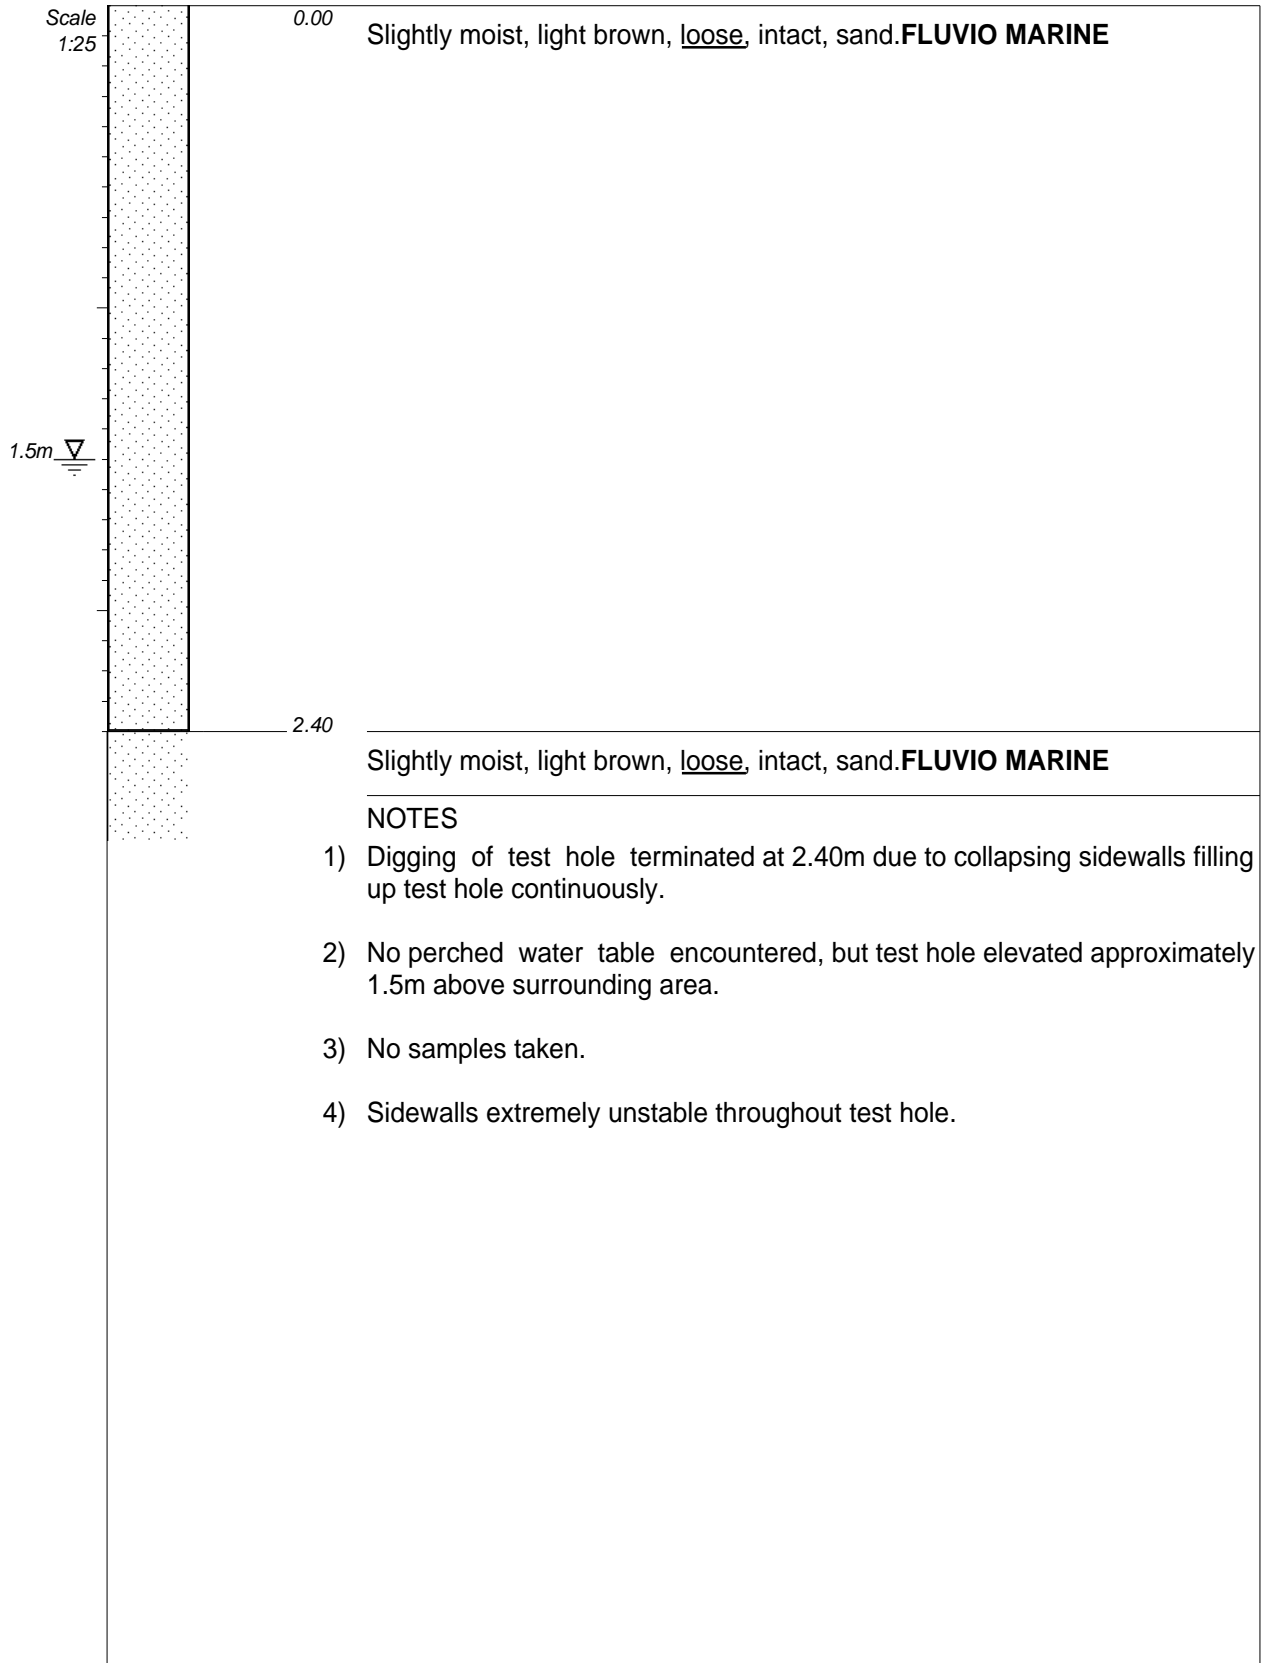 Scale
1:25
0.00
Slightly moist, light brown, loose, intact, sand.FLUVIO MARINE
1.5m
2.40
Slightly moist, light brown, loose, intact, sand.FLUVIO MARINE
NOTES
1) Digging of test hole terminated at 2.40m due to collapsing sidewalls filling
up test hole continuously.
2) No perched water table encountered, but test hole elevated approximately
1.5m above surrounding area.
3) No samples taken.
4) Sidewalls extremely unstable throughout test hole.